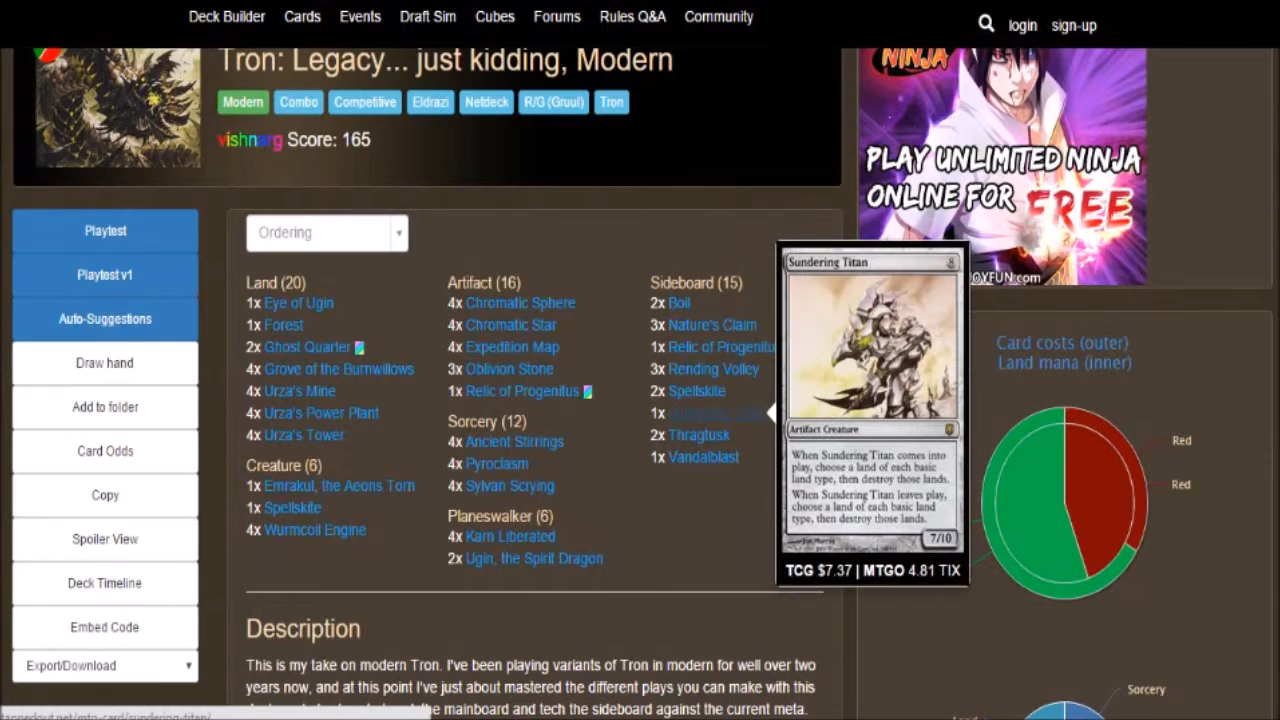 Deck Builder Cards Events Draft Sim Cubes Forums Rules Q&A Community login sign-up
Tron: Legacy... just kidding, Modern
Modern Combo Competitive Eldrazi Netdeck R/G (Gruul) Tron
vishnarg Score: 165
NINJA
PLAY UNLIMITED NINJA
ONLINE FOR FREE
JOYFUN.com
Playtest
Playtest v1
Auto-Suggestions
Draw hand
Add to folder
Card Odds
Copy
Spoiler View
Deck Timeline
Embed Code
Export/Download
Ordering
Land (20)
1x Eye of Ugin
1x Forest
2x Ghost Quarter
4x Grove of the Burnwillows
4x Urza's Mine
4x Urza's Power Plant
4x Urza's Tower
Creature (6)
1x Emrakul, the Aeons Torn
1x Spellskite
4x Wurmcoil Engine
Artifact (16)
4x Chromatic Sphere
4x Chromatic Star
4x Expedition Map
3x Oblivion Stone
1x Relic of Progenitus
Sorcery (12)
4x Ancient Stirrings
4x Pyroclasm
4x Sylvan Scrying
Planeswalker (6)
4x Karn Liberated
2x Ugin, the Spirit Dragon
Sideboard (15)
2x Boil
3x Nature's Claim
1x Relic of Progenitu
3x Rending Volley
2x Spellskite
1x
2x Thragtusk
1x Vandalblast
Sundering Titan 8
Artifact Creature
When Sundering Titan comes into
play, choose a land of each basic
land type, then destroy those lands.
When Sundering Titan leaves play,
choose a land of each basic land
type, then destroy those lands.
7/10
TCG $7.37 | MTGO 4.81 TIX
Card costs (outer)
Land mana (inner)
Red
Red
Sorcery
Description
This is my take on modern Tron. I've been playing variants of Tron in modern for well over two
years now, and at this point I've just about mastered the different plays you can make with this
the mainboard and tech the sideboard against the current meta.
tappedout.net/mtg-card/sundering-titan/